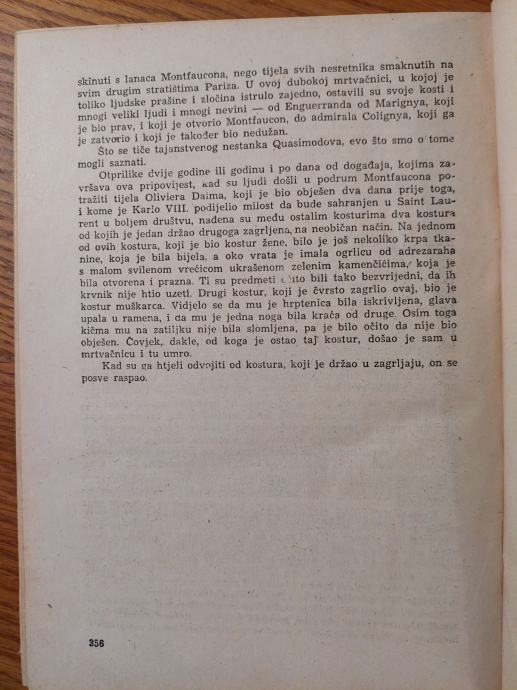 skinuti s lanaca Montfaucona, nego tijela svih nesretnika smaknutih na
svim drugim stratištima Pariza. U ovoj dubokoj mrtvačnici, u kojoj je
toliko ljudske prašine i zločina istrulo zajedno, ostavili su svoje kosti i
mnogi veliki ljudi i mnogi nevini — od Enguerranda od Marignya, koji
je bio prav, i koji je otvorio Montfaucon, do admirala Colignya, koji ga
je zatvorio i koji je također bio nedužan.
Što se tiče tajanstvenog nestanka Quasimodova, evo što smo o tome
mogli saznati.
Otprilike dvije godine ili godinu i po dana od događaja, kojima za-
vršava ova pripovijest, kad su ljudi došli u podrum Montfaucona po-
tražiti tijela Oliviera Daima, koji je bio obješen dva dana prije toga,
i kome je Karlo VIII. podijelio milost da bude sahranjen u Saint Lau-
rent u boljem društvu, nađena su među ostalim kosturima dva kostura
od kojih je jedan držao drugoga zagrljena, na neobičan način. Na jednom
od ovih kostura, koji je bio kostur žene, bilo je još nekoliko krpa tka-
nine, koja je bila bijela, a oko vrata je imala ogrlicu od adrezaraha
s malom svilenom vrećicom ukrašenom zelenim kamenčićima, koja je
bila otvorena i prazna. Ti su predmeti očito bili tako bezvrijedni, da ih
krvnik nije htio uzeti. Drugi kostur, koji je čvrsto zagrlio ovaj, bio je
kostur muškarca. Vidjelo se da mu je hrptenica bila iskrivljena, glava
upala u ramena, i da mu je jedna noga bila kraća od druge. Osim toga
kičma mu na zatiljku nije bila slomljena, pa je bilo očito da nije bio
obješen. Čovjek, dakle, od koga je ostao taj kostur, došao je sam u
mrtvačnicu i tu umro.
Kad su ga htjeli odvojiti od kostura, koji je držao u zagrljaju, on se
posve raspao.
356